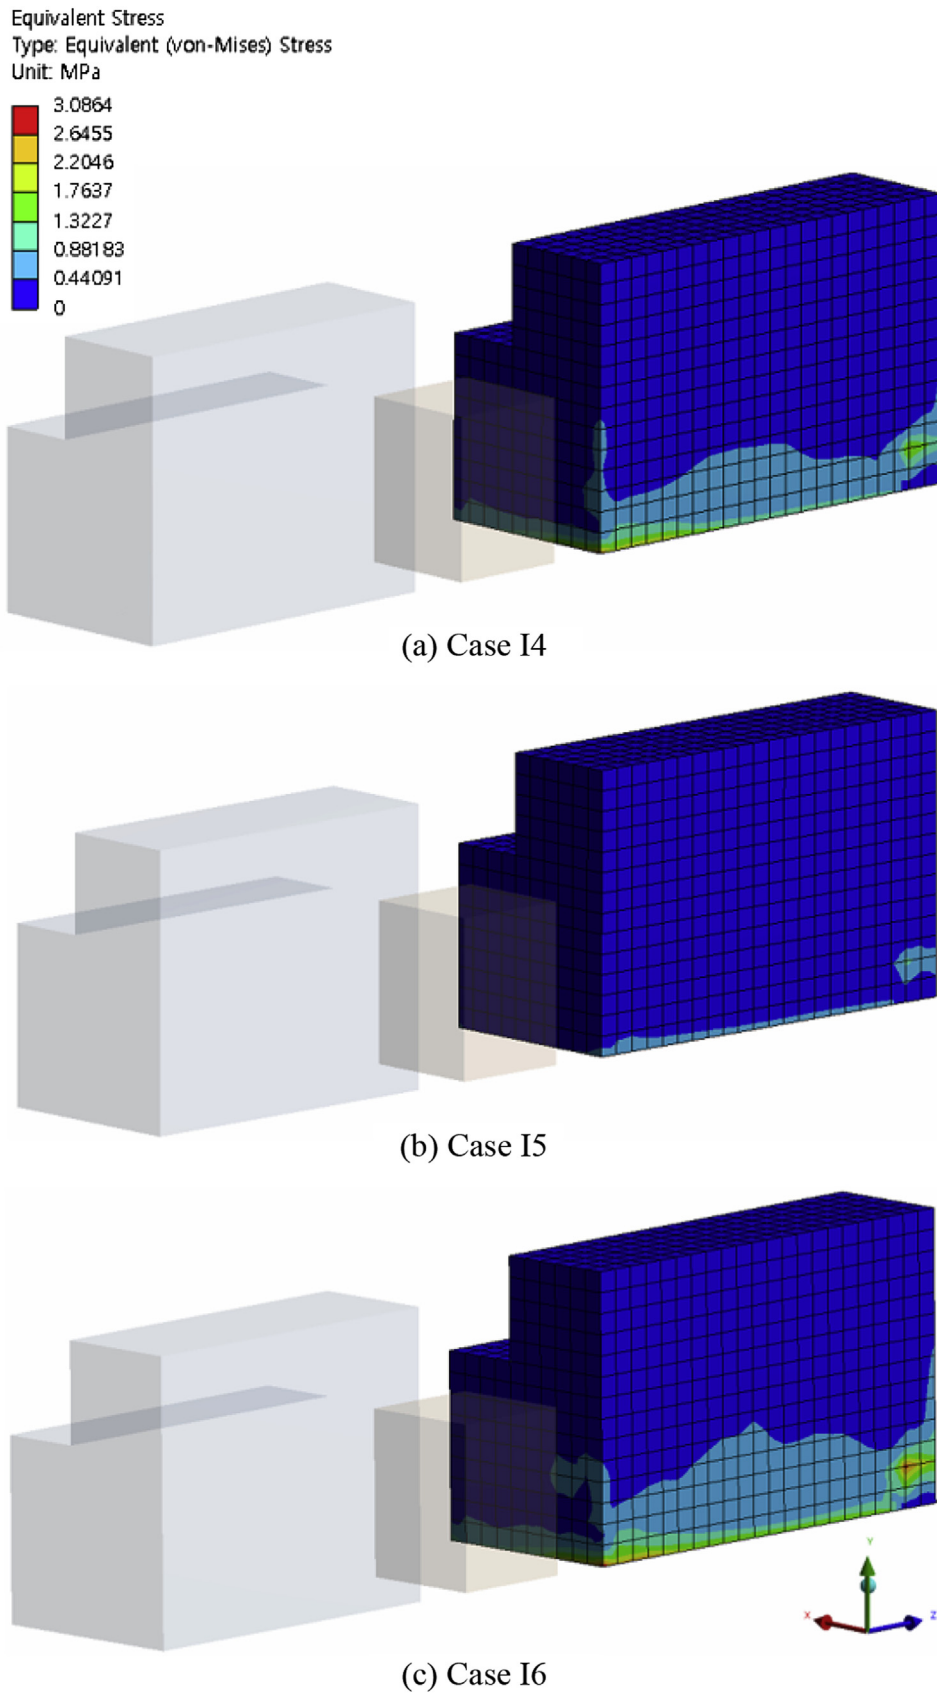 Equivalent Stress
Type: Equivalent (von-Mises) Stress
Unit: MPa
3.0864
2.6455
2.2046
1.7637
1.3227
0.88183
0.44091
0
(a) Case I4
(b) Case I5
(c) Case I6
Y
X
Z